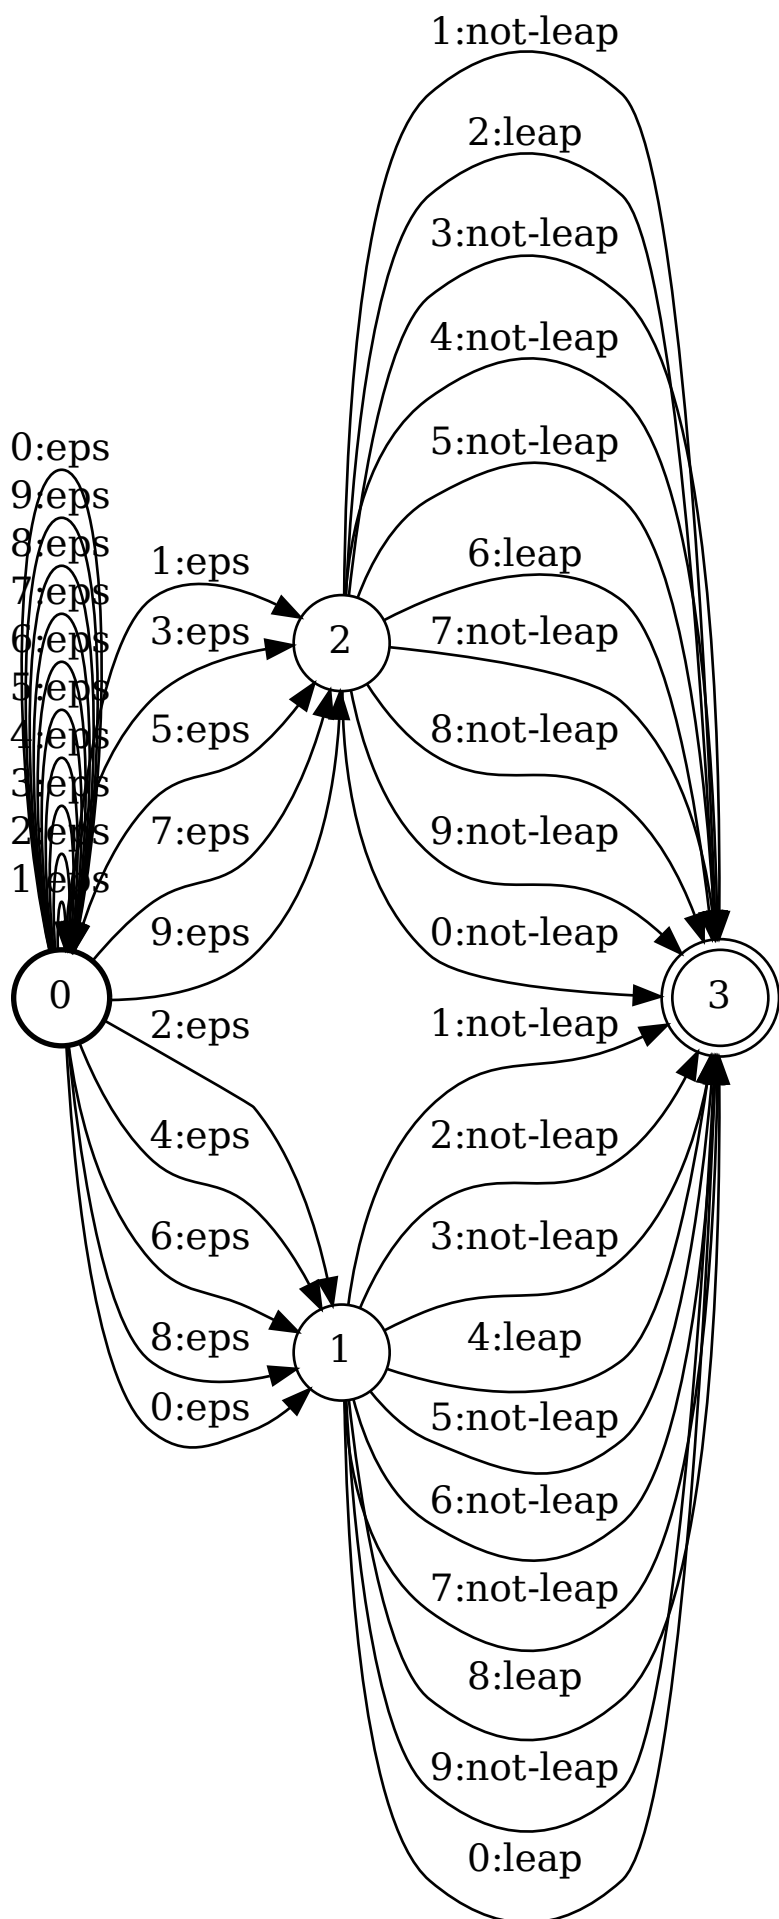 1:not-leap
2:leap
3:not-leap
4:not-leap
5:not-leap
6:leap
7:not-leap
8:not-leap
9:not-leap
0:not-leap
0:eps
9:eps
8:eps
7:eps
6:eps
5:eps
4:eps
3:eps
2:eps
1:eps
1:eps
3:eps
5:eps
7:eps
9:eps
2
0
3
2:eps
4:eps
6:eps
8:eps
0:eps
1
1:not-leap
2:not-leap
3:not-leap
4:leap
5:not-leap
6:not-leap
7:not-leap
8:leap
9:not-leap
0:leap